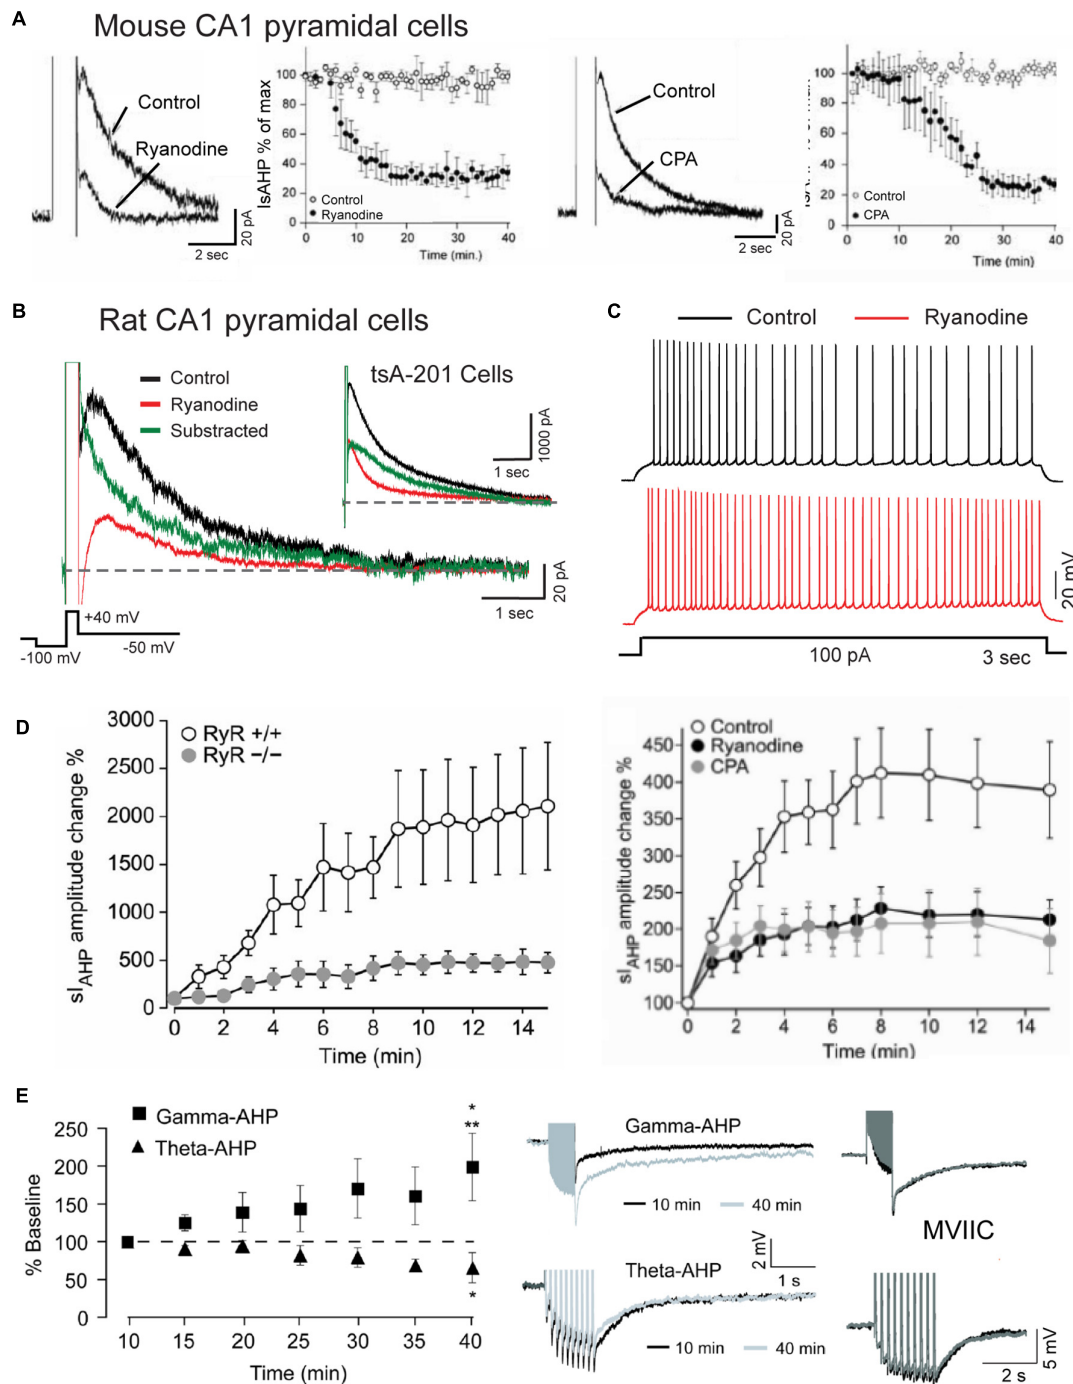 A
Mouse CA1 pyramidal cells
Control
Ryanodine
20 pA
2 sec
IsAHP % of max
100
80
60
40
20
0
Control
Ryanodine
0 10 20 30 40
Time (min.)
Control
CPA
20 pA
2 sec
100
80
60
40
20
0
Control
CPA
0 10 20 30 40
Time (min)
B
Rat CA1 pyramidal cells
Control
Ryanodine
Substracted
tsA-201 Cells
1000 pA
1 sec
20 pA
1 sec
+40 mV
-50 mV
-100 mV
C
Control
Ryanodine
20 mV
100 pA
3 sec
D
sIAHP amplitude change %
3000
2500
2000
1500
1000
500
0
RyR +/+
RyR −/−
0 2 4 6 8 10 12 14
Time (min)
sIAHP amplitude change %
450
400
350
300
250
200
150
100
Control
Ryanodine
CPA
0 2 4 6 8 10 12 14
Time (min)
E
Gamma-AHP
Theta-AHP
% Baseline
250
200
150
100
50
0
*
**
*
10 15 20 25 30 35 40
Time (min)
Gamma-AHP
10 min 40 min
2 mV
1 s
Theta-AHP
10 min 40 min
MVIIC
5 mV
2 s